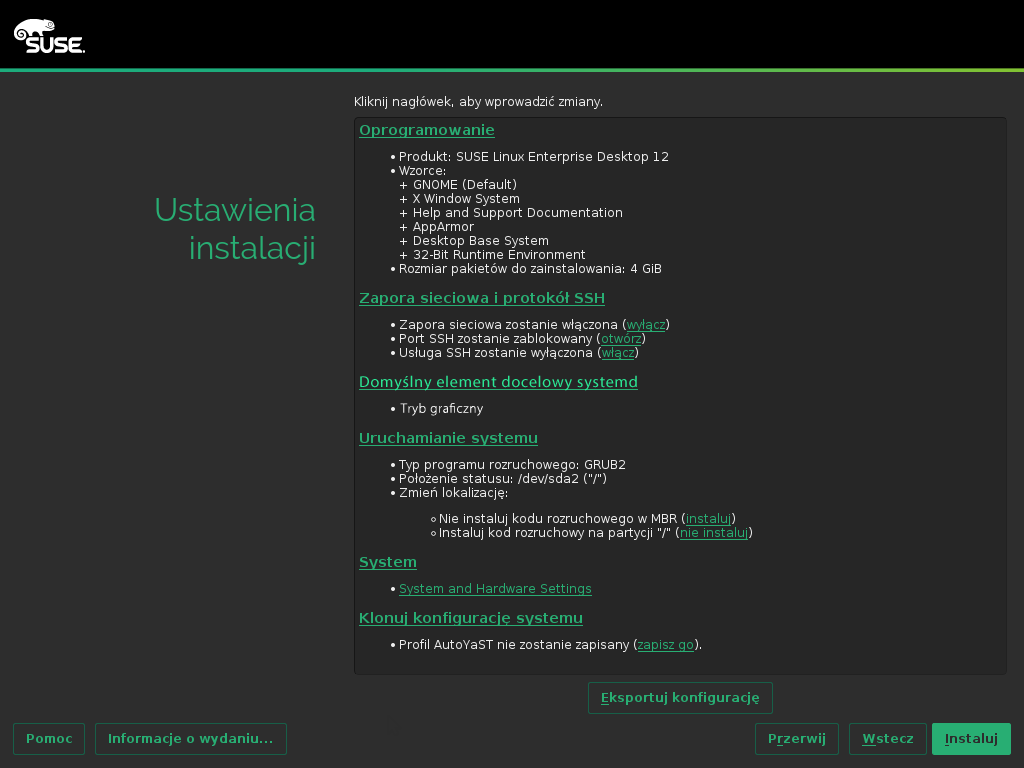 SUSE.
Kliknij nagłówek, aby wprowadzić zmiany.
Ustawienia
instalacji
Oprogramowanie
• Produkt: SUSE Linux Enterprise Desktop 12
• Wzorce:
+ GNOME (Default)
+ X Window System
+ Help and Support Documentation
+ AppArmor
+ Desktop Base System
+ 32-Bit Runtime Environment
• Rozmiar pakietów do zainstalowania: 4 GiB
Zapora sieciowa i protokół SSH
• Zapora sieciowa zostanie włączona (wyłącz)
• Port SSH zostanie zablokowany (otwórz)
• Usługa SSH zostanie wyłączona (włącz)
Domyślny element docelowy systemd
• Tryb graficzny
Uruchamianie systemu
• Typ programu rozruchowego: GRUB2
• Położenie statusu: /dev/sda2 ("/")
• Zmień lokalizację:
◦ Nie instaluj kodu rozruchowego w MBR (instaluj)
◦ Instaluj kod rozruchowy na partycji "/" (nie instaluj)
System
• System and Hardware Settings
Klonuj konfigurację systemu
• Profil AutoYaST nie zostanie zapisany (zapisz go).
Eksportuj konfigurację
Pomoc
Informacje o wydaniu...
Przerwij
Wstecz
Instaluj